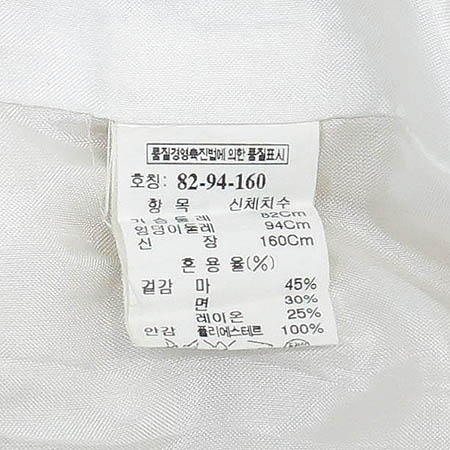 품질경영촉진법에 의한 품질표시
호칭: 82-94-160
항 목 신체치수
가슴둘레 82Cm
엉덩이둘레 94Cm
신 장 160Cm
혼 용 율(%)
겉감 마 45%
면 30%
레이온 25%
안감 폴리에스테르 100%